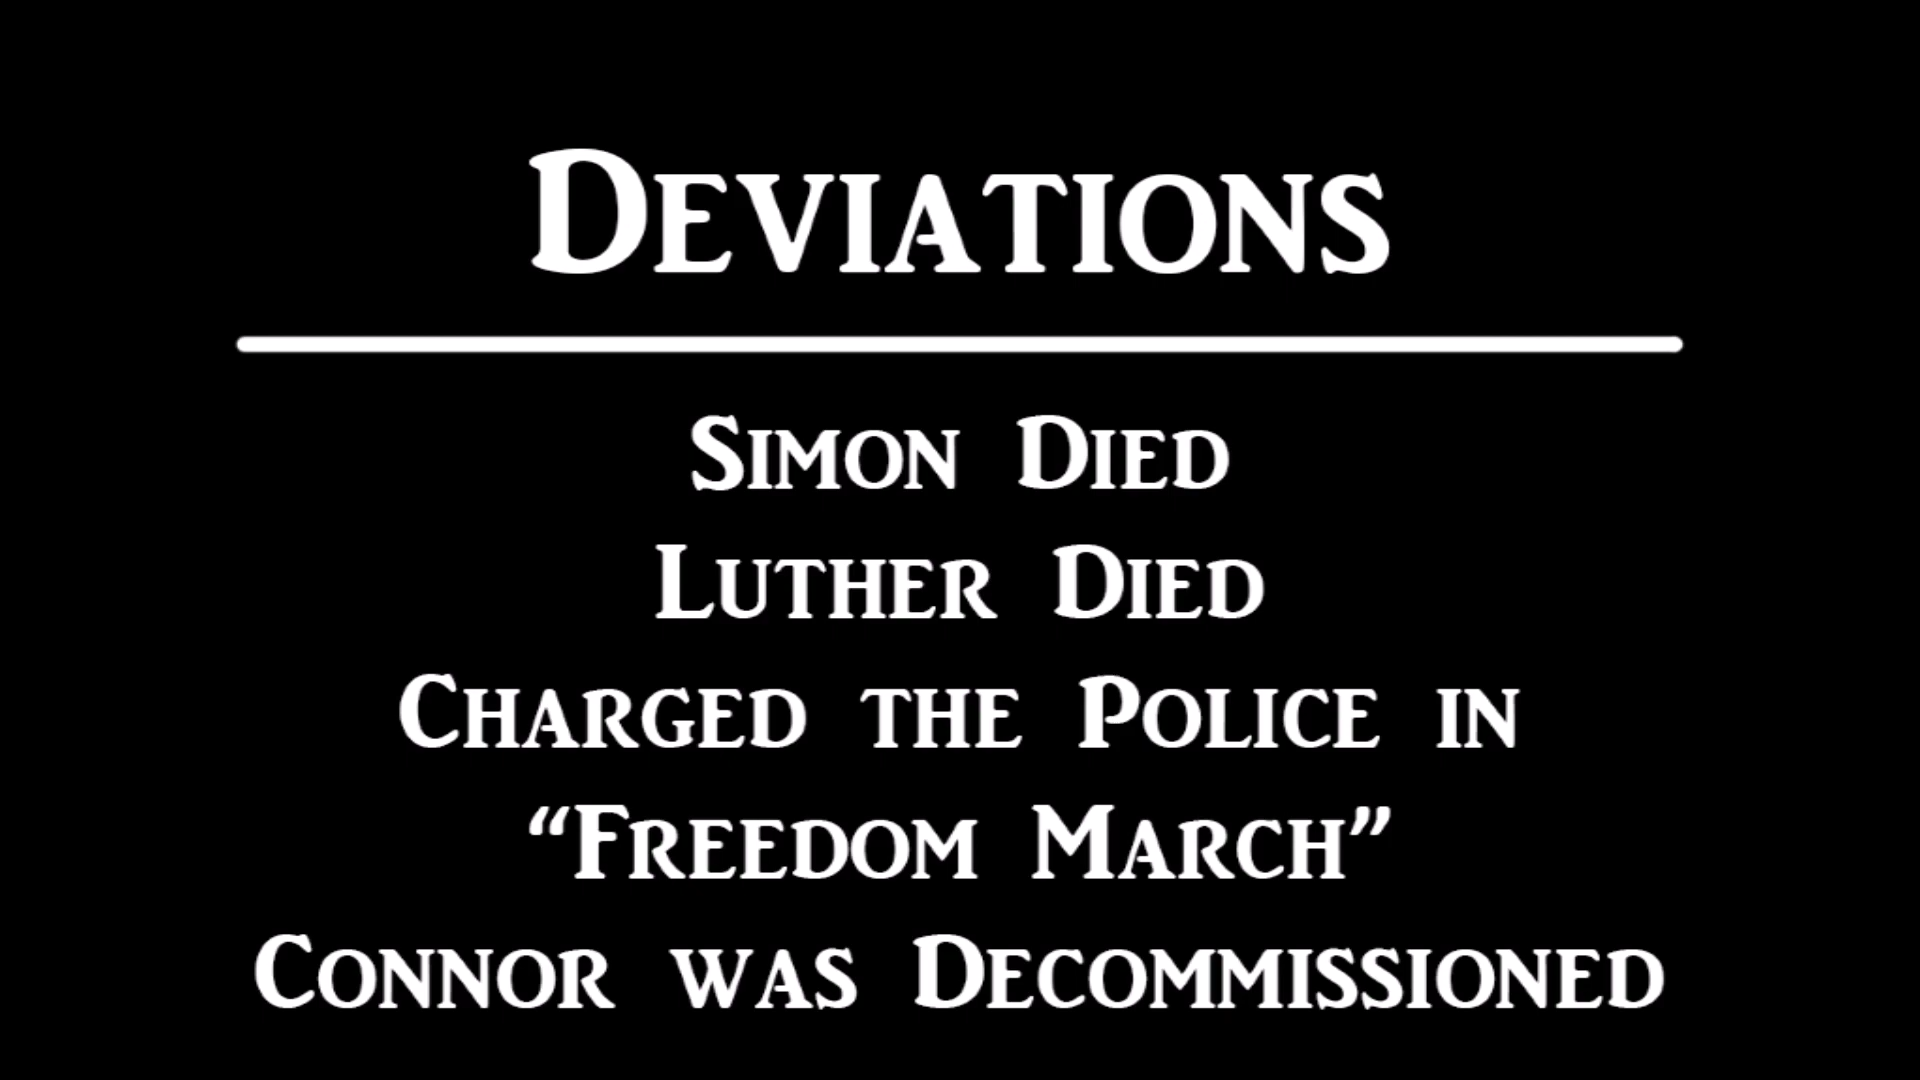 Deviations
Simon Died
Luther Died
Charged the Police in
“Freedom March”
Connor was Decommissioned